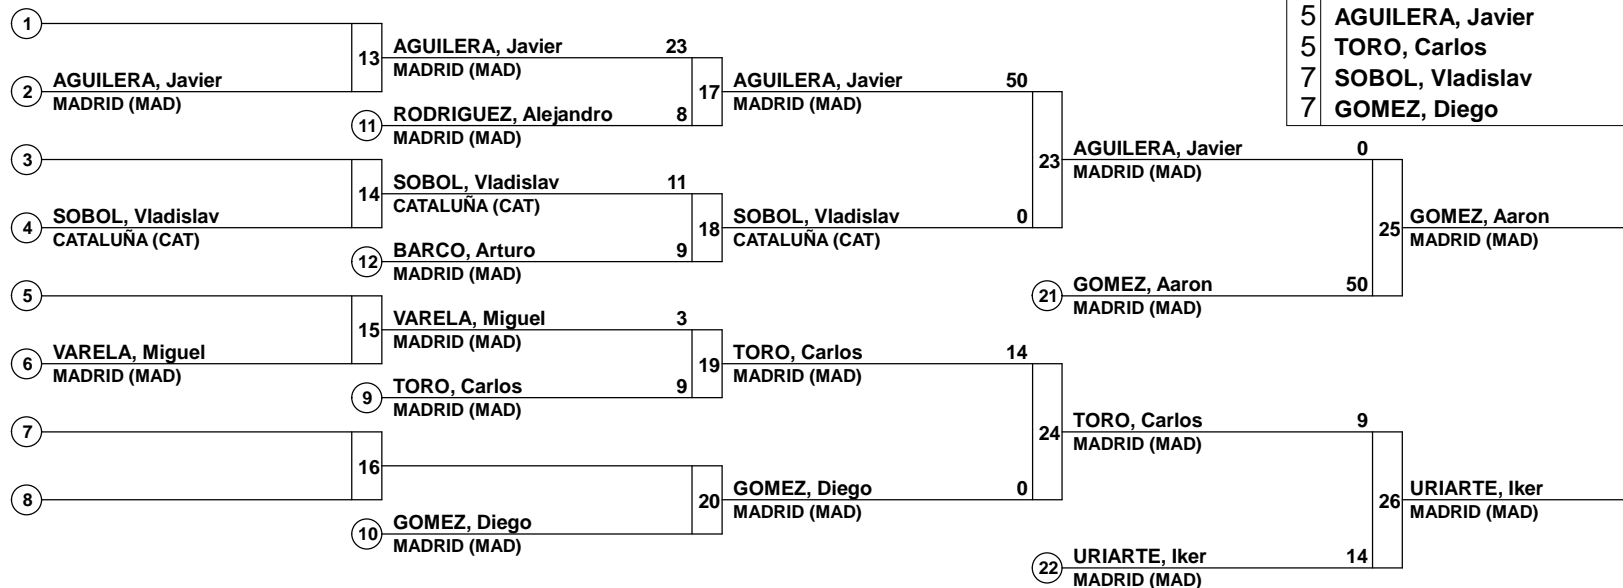 5 AGUILERA, Javier
5 TORO, Carlos
7 SOBOL, Vladislav
7 GOMEZ, Diego
1
13
2 AGUILERA, Javier
MADRID (MAD)
AGUILERA, Javier 23
MADRID (MAD)
17
11 RODRIGUEZ, Alejandro 8
MADRID (MAD)
AGUILERA, Javier 50
MADRID (MAD)
3
14
4 SOBOL, Vladislav
CATALUÑA (CAT)
SOBOL, Vladislav 11
CATALUÑA (CAT)
18
12 BARCO, Arturo 9
MADRID (MAD)
SOBOL, Vladislav 0
CATALUÑA (CAT)
23
AGUILERA, Javier 0
MADRID (MAD)
25
21 GOMEZ, Aaron 50
MADRID (MAD)
GOMEZ, Aaron
MADRID (MAD)
5
15
6 VARELA, Miguel
MADRID (MAD)
VARELA, Miguel 3
MADRID (MAD)
19
9 TORO, Carlos 9
MADRID (MAD)
TORO, Carlos 14
MADRID (MAD)
7
16
8
20
10 GOMEZ, Diego
MADRID (MAD)
GOMEZ, Diego 0
MADRID (MAD)
24
TORO, Carlos 9
MADRID (MAD)
26
22 URIARTE, Iker 14
MADRID (MAD)
URIARTE, Iker
MADRID (MAD)